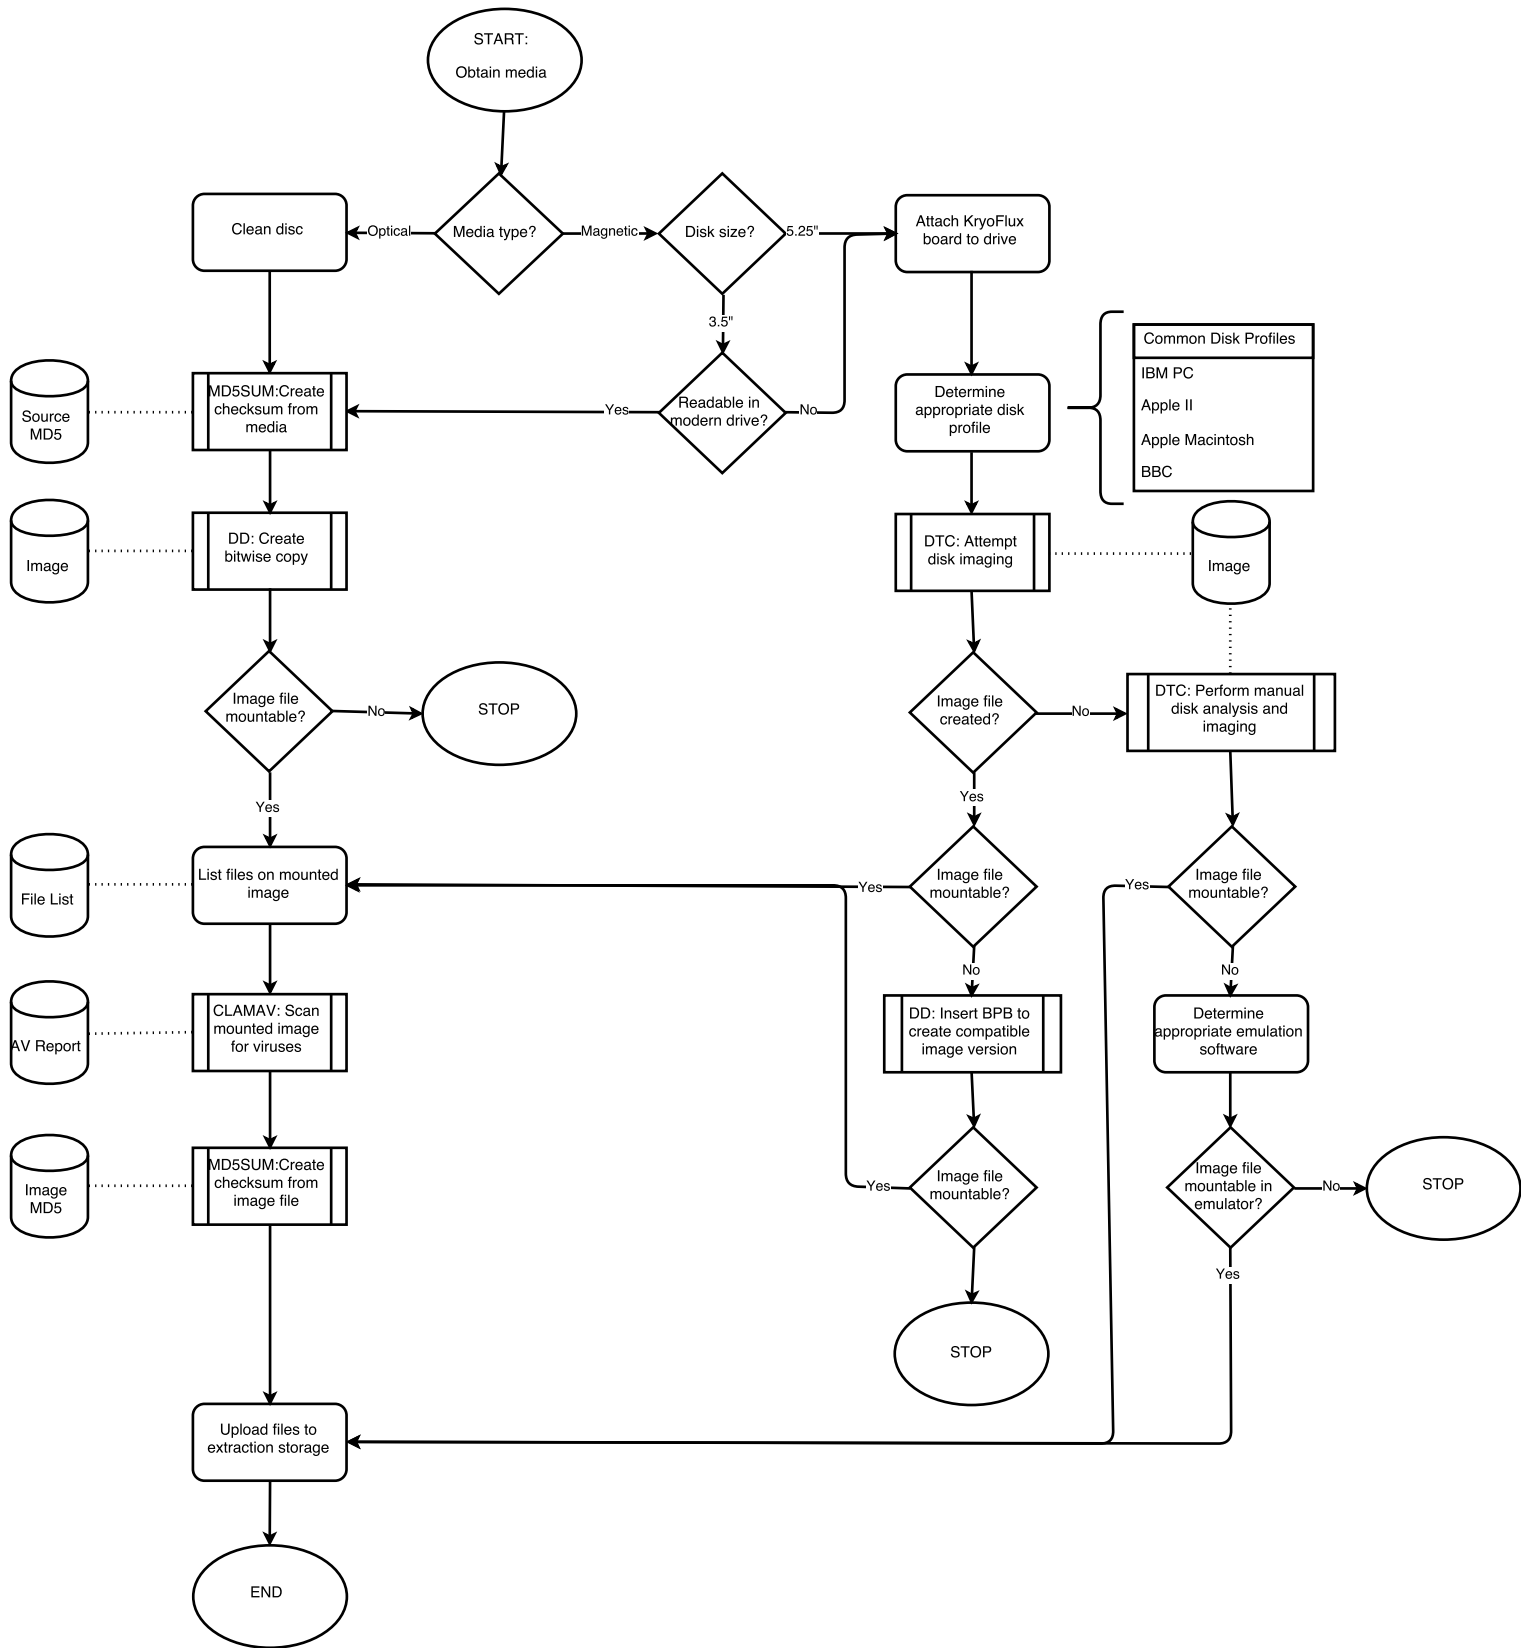 START:
Obtain media
Clean disc
Optical
Media type?
Magnetic
Disk size?
5.25"
Attach KryoFlux
board to drive
3.5"
Common Disk Profiles
IBM PC
Apple II
Apple Macintosh
BBC
Source
MD5
MD5SUM:Create
checksum from
media
Yes
Readable in
modern drive?
No
Determine
appropriate disk
profile
Image
DD: Create
bitwise copy
DTC: Attempt
disk imaging
Image
Image file
mountable?
No
STOP
Image file
created?
No
DTC: Perform manual
disk analysis and
imaging
Yes
Yes
File List
List files on mounted
image
Yes
Image file
mountable?
Yes
Image file
mountable?
No
No
AV Report
CLAMAV: Scan
mounted image
for viruses
DD: Insert BPB to
create compatible
image version
Determine
appropriate emulation
software
Image
MD5
MD5SUM:Create
checksum from
image file
Yes
Image file
mountable?
Image file
mountable in
emulator?
No
STOP
Yes
STOP
Upload files to
extraction storage
END